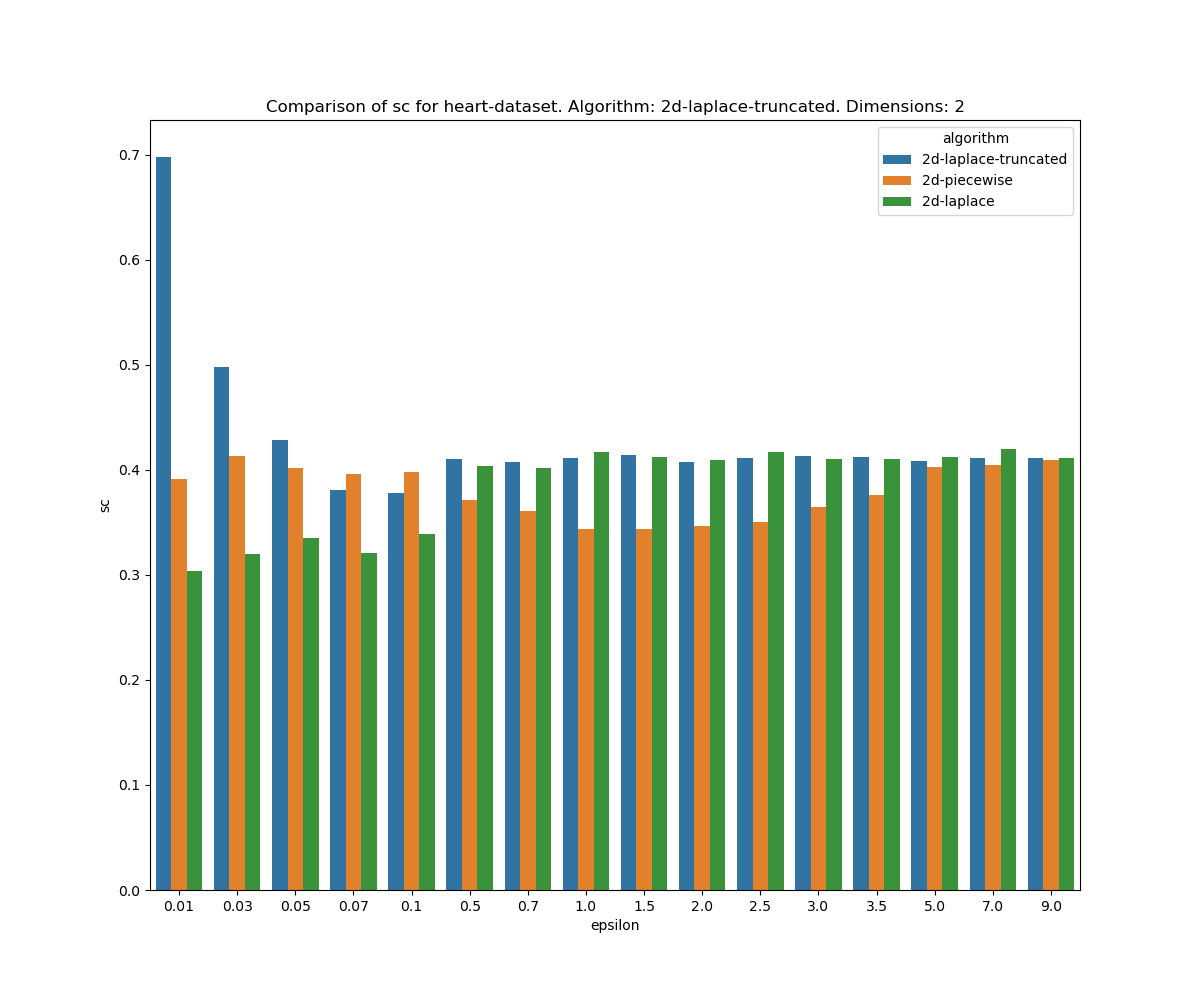 Comparison of sc for heart-dataset. Algorithm: 2d-laplace-truncated. Dimensions: 2
algorithm
2d-laplace-truncated
2d-piecewise
2d-laplace
sc
0.7
0.6
0.5
0.4
0.3
0.2
0.1
0.0
0.01 0.03 0.05 0.07 0.1 0.5 0.7 1.0 1.5 2.0 2.5 3.0 3.5 5.0 7.0 9.0
epsilon